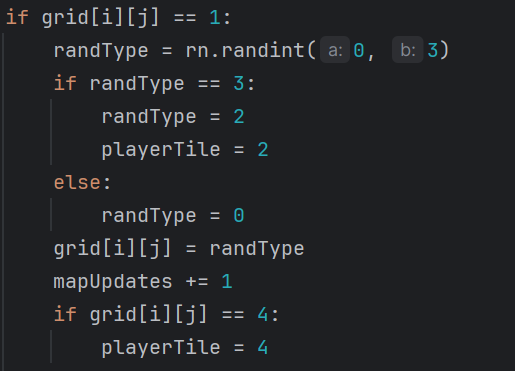 if grid[i][j] == 1:
    randType = rn.randint(a: 0, b: 3)
    if randType == 3:
        randType = 2
        playerTile = 2
    else:
        randType = 0
    grid[i][j] = randType
    mapUpdates += 1
    if grid[i][j] == 4:
        playerTile = 4